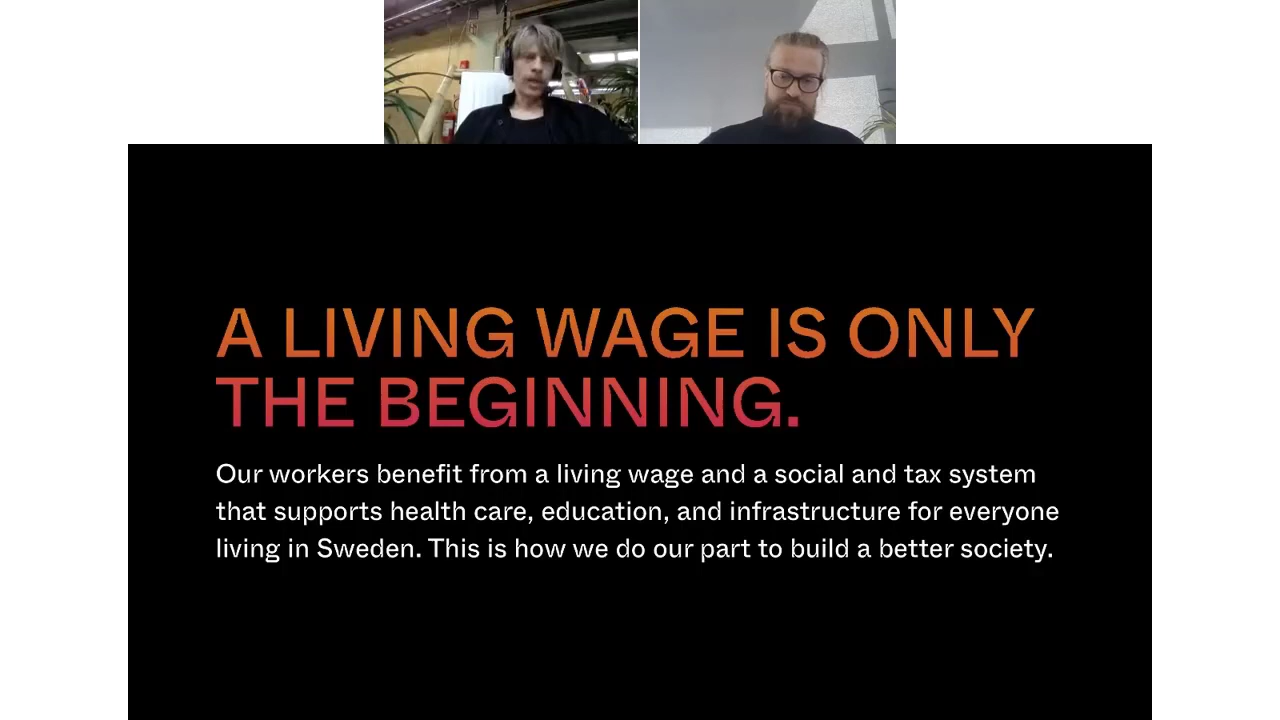 A LIVING WAGE IS ONLY
THE BEGINNING.
Our workers benefit from a living wage and a social and tax system
that supports health care, education, and infrastructure for everyone
living in Sweden. This is how we do our part to build a better society.